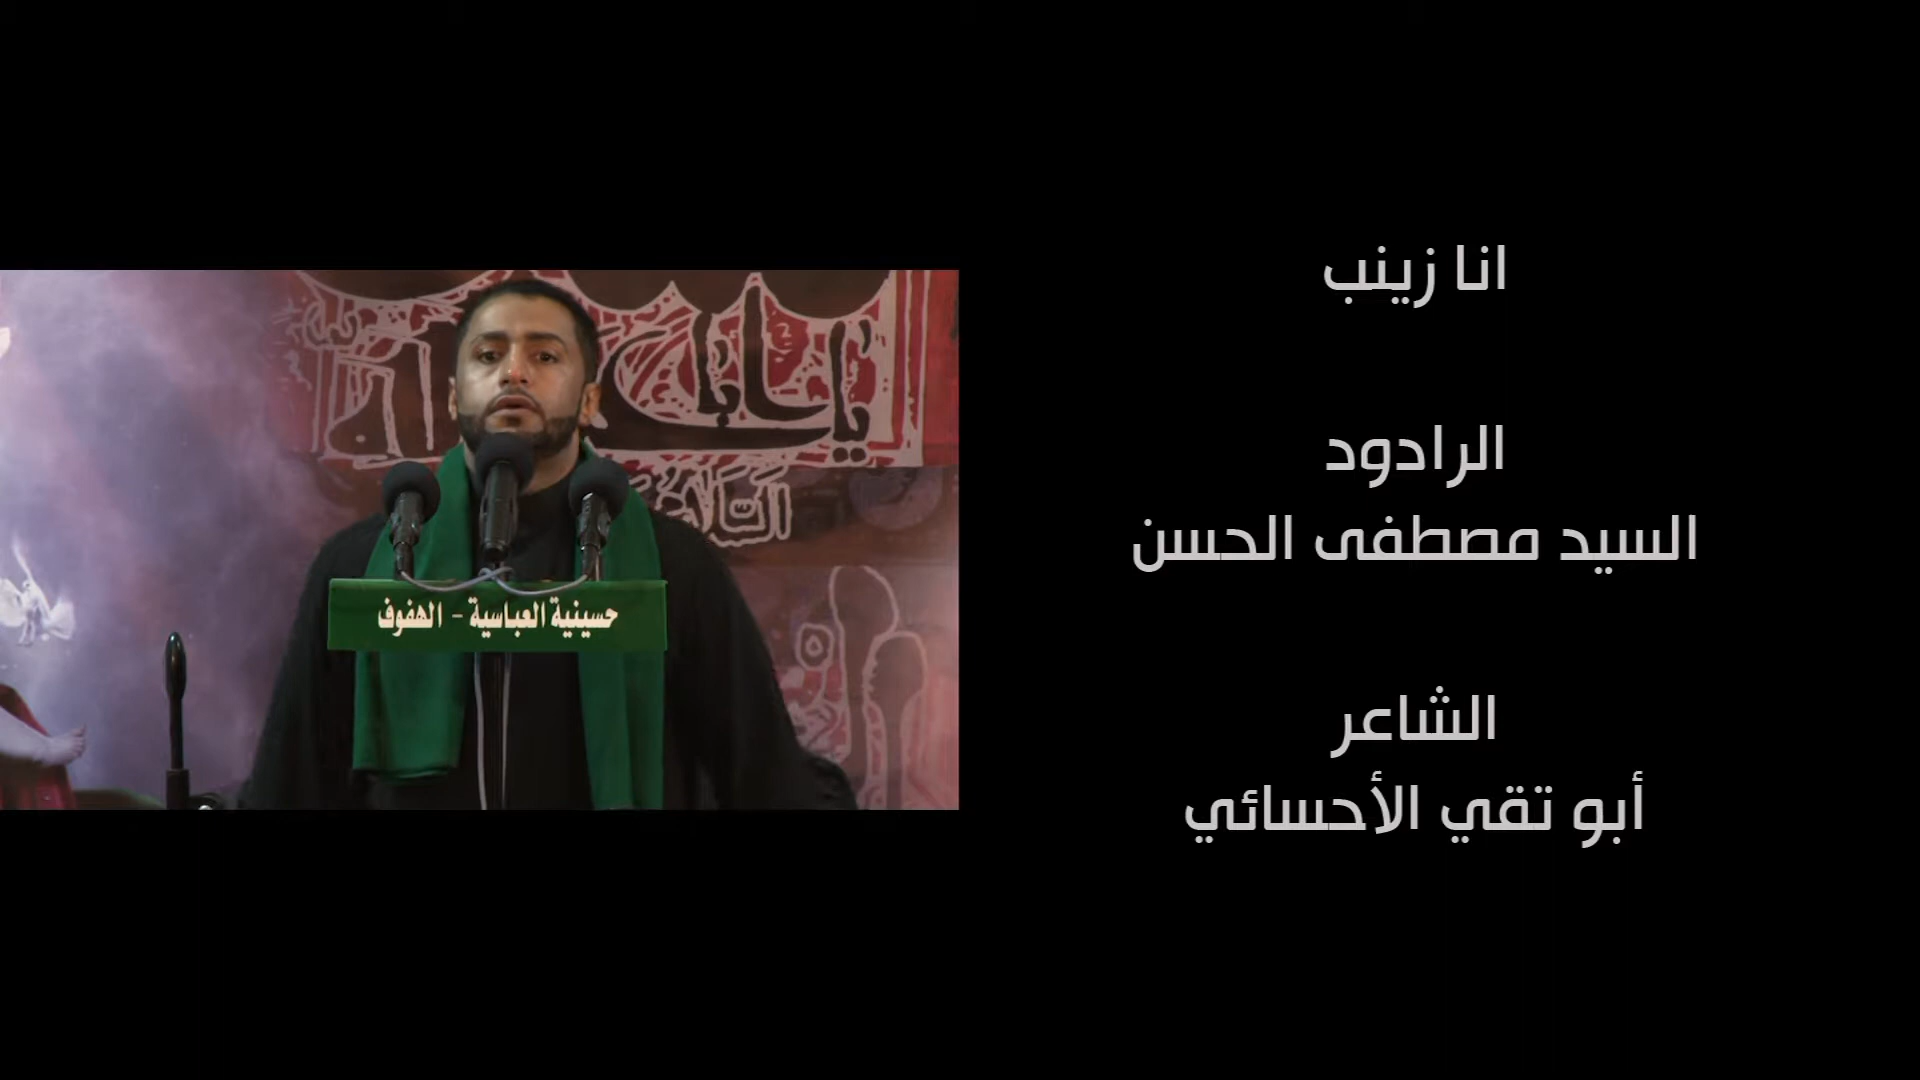 انا زينب
الرادود
السيد مصطفى الحسن
الشاعر
أبو تقي الأحسائي
حسينية العباسية - الهفوف